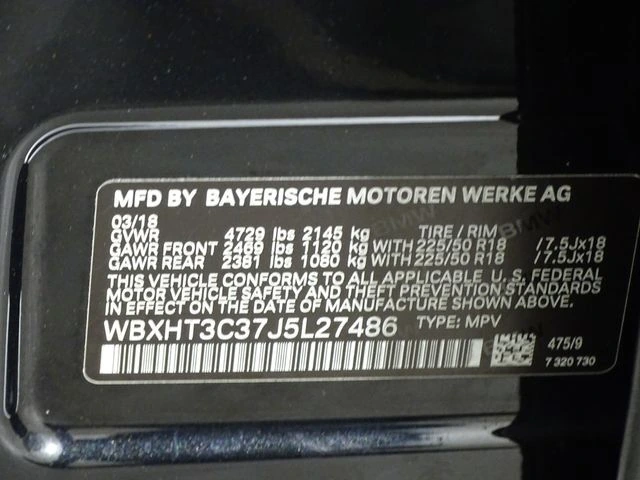 MFD BY BAYERISCHE MOTOREN WERKE AG
03/18
GVWR 4729 lbs 2145 kg TIRE / RIM
GAWR FRONT 2469 lbs 1120 kg WITH 225/50 R18 /7.5Jx18
GAWR REAR 2381 lbs 1080 kg WITH 225/50 R18 /7.5Jx18
THIS VEHICLE CONFORMS TO ALL APPLICABLE U. S. FEDERAL
MOTOR VEHICLE SAFETY AND THEFT PREVENTION STANDARDS
IN EFFECT ON THE DATE OF MANUFACTURE SHOWN ABOVE.
WBXHT3C37J5L27486 TYPE: MPV
475/9
7 320 730